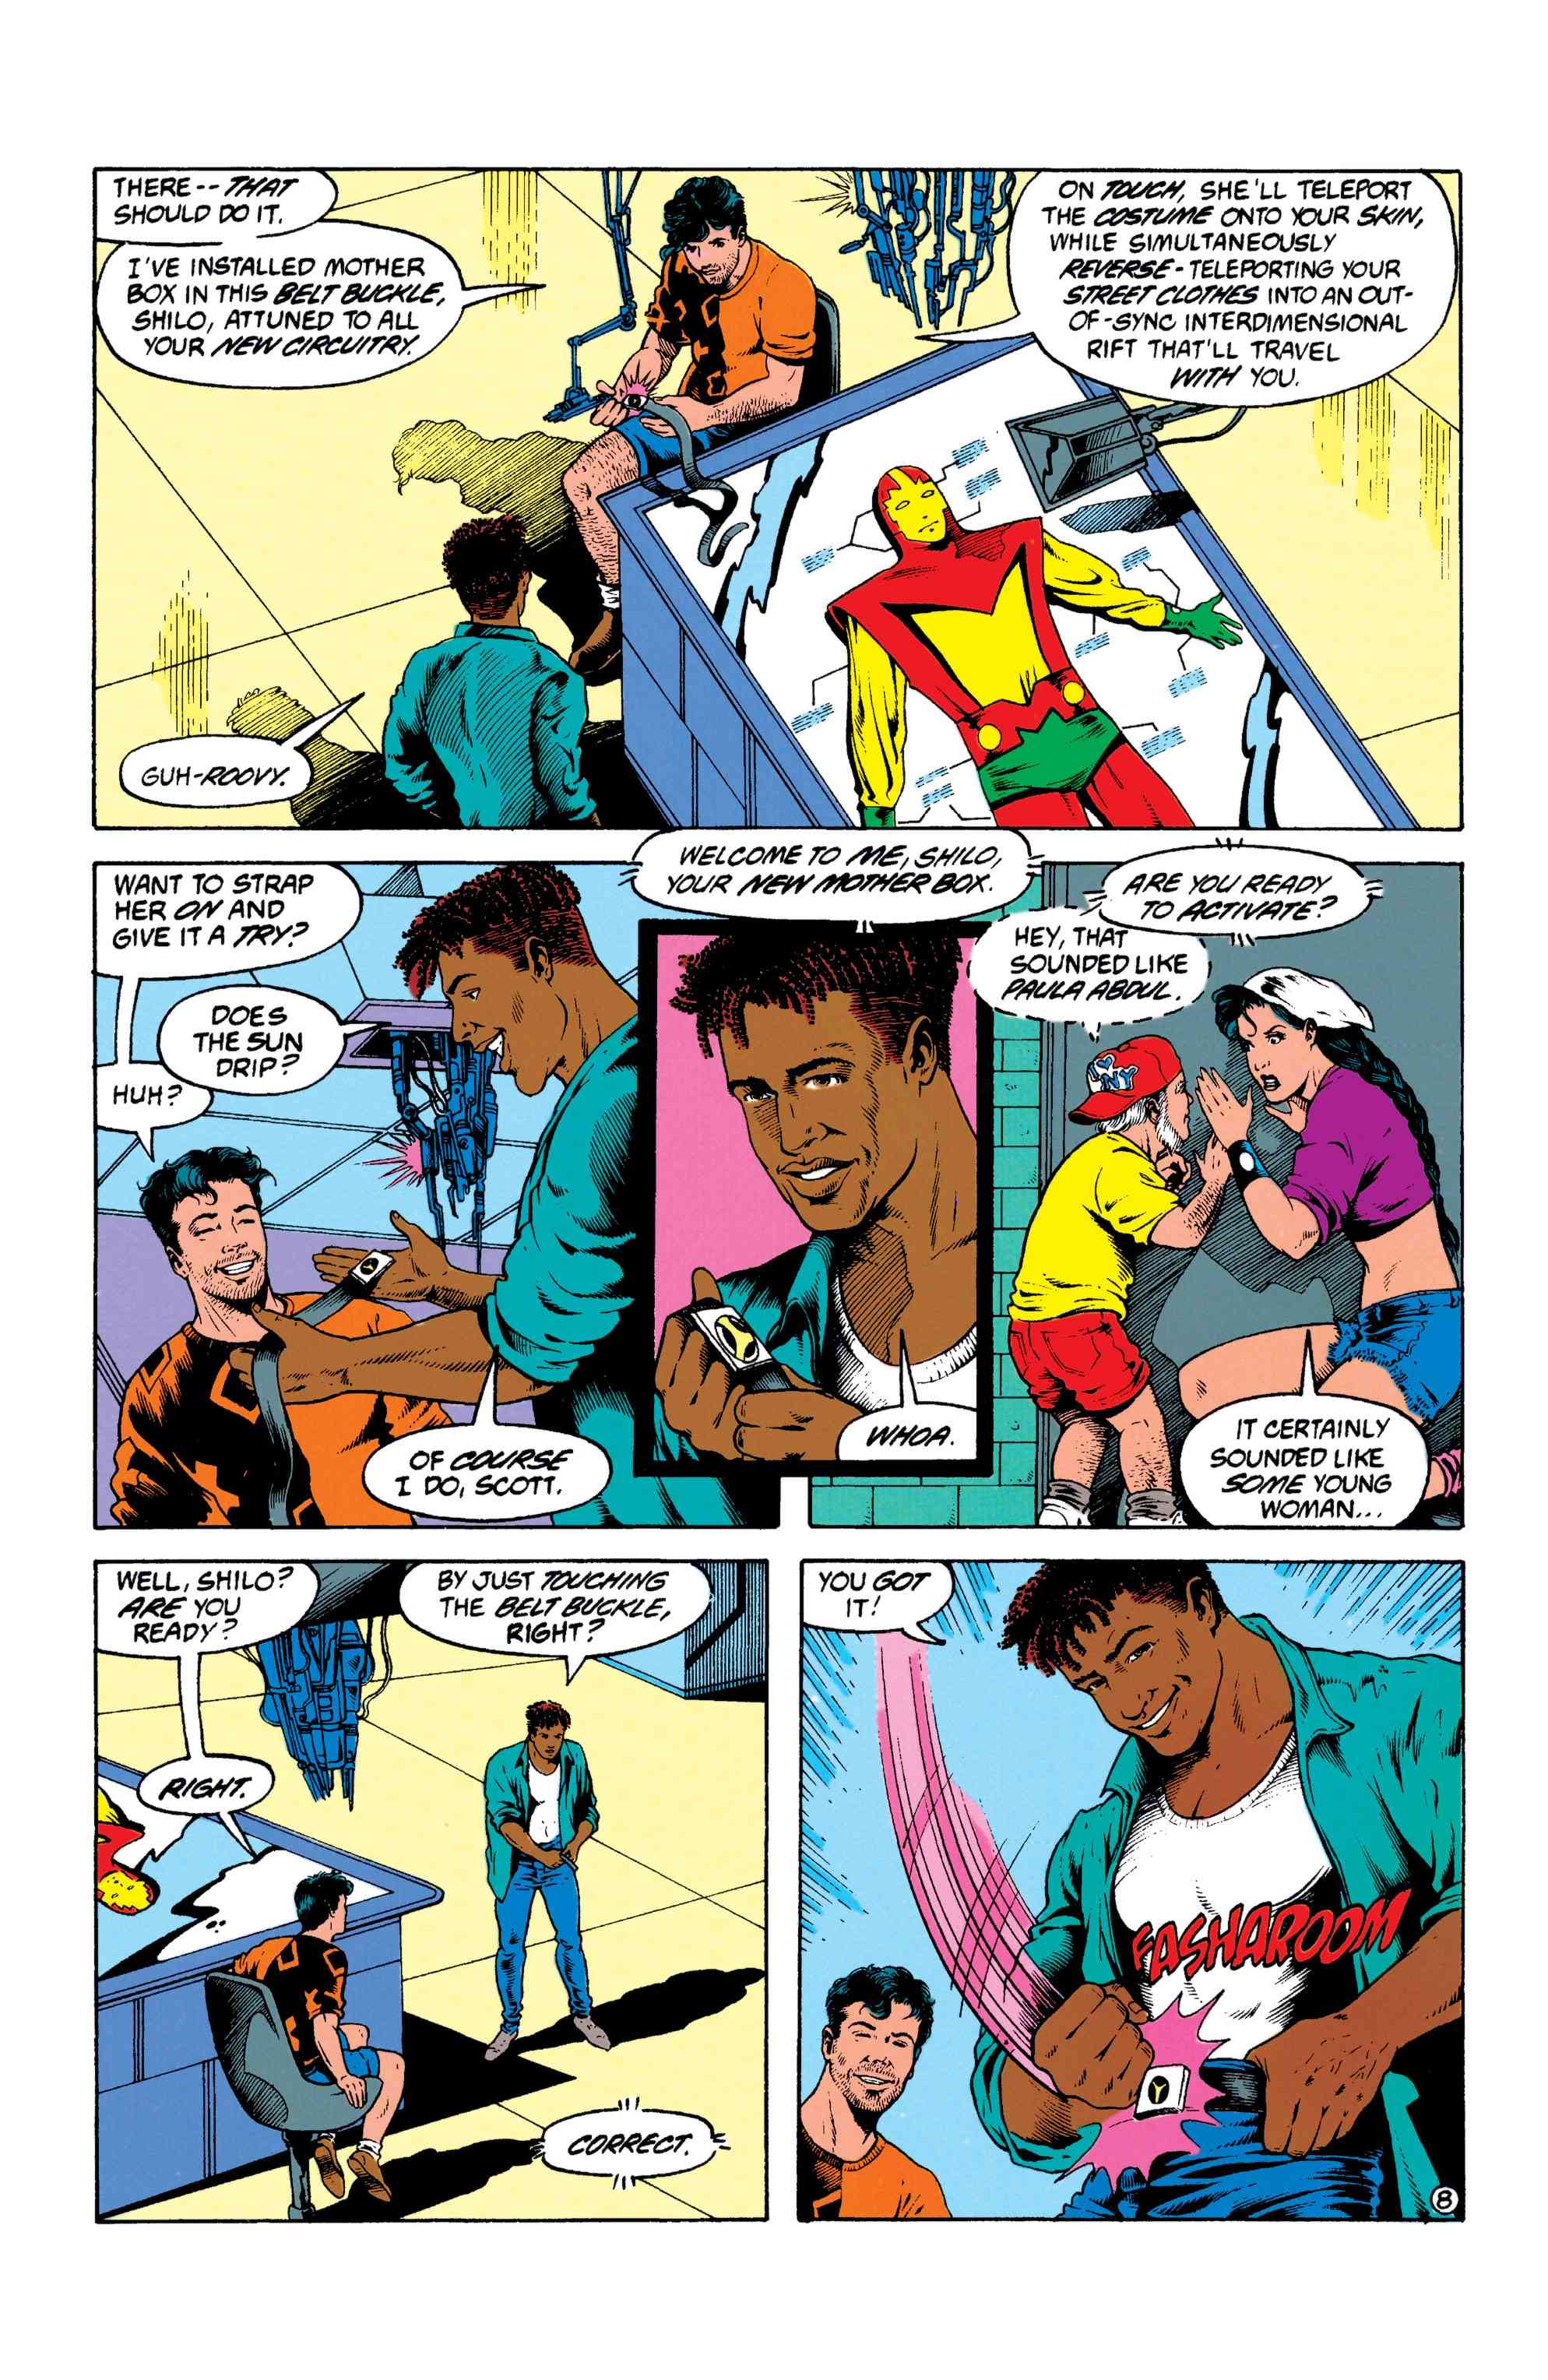 THERE--THAT
SHOULD DO IT.
I'VE INSTALLED MOTHER
BOX IN THIS BELT BUCKLE,
SHILO, ATTUNED TO ALL
YOUR NEW CIRCUITRY.
ON TOUCH, SHE'LL TELEPORT
THE COSTUME ONTO YOUR SKIN,
WHILE SIMULTANEOUSLY
REVERSE-TELEPORTING YOUR
STREET CLOTHES INTO AN OUT-
OF-SYNC INTERDIMENSIONAL
RIFT THAT'LL TRAVEL
WITH YOU.
GUH-ROOVY.
WANT TO STRAP
HER ON AND
GIVE IT A TRY?
DOES
THE SUN
DRIP?
HUH?
OF COURSE
I DO, SCOTT.
WELCOME TO ME, SHILO,
YOUR NEW MOTHER BOX.
WHOA.
ARE YOU READY
TO ACTIVATE?
HEY, THAT
SOUNDED LIKE
PAULA ABDUL.
NY
IT CERTAINLY
SOUNDED LIKE
SOME YOUNG
WOMAN...
WELL, SHILO?
ARE YOU
READY?
BY JUST TOUCHING
THE BELT BUCKLE,
RIGHT?
RIGHT.
CORRECT.
YOU GOT
IT!
FASHAROOM
8